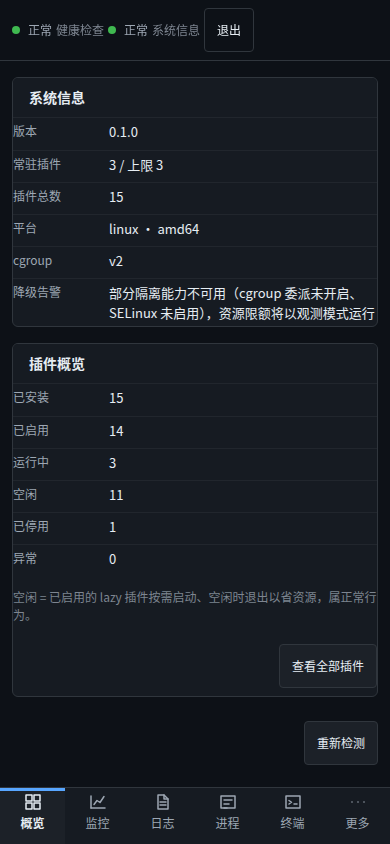 正常 健康检查 正常 系统信息 退出
系统信息
版本 0.1.0
常驻插件 3 / 上限 3
插件总数 15
平台 linux · amd64
cgroup v2
降级告警 部分隔离能力不可用（cgroup 委派未开启、
SELinux 未启用），资源限额将以观测模式运行
插件概览
已安装 15
已启用 14
运行中 3
空闲 11
已停用 1
异常 0
空闲 = 已启用的 lazy 插件按需启动、空闲时退出以省资源，属正常行
为。
查看全部插件
重新检测
概览 监控 日志 进程 终端 更多